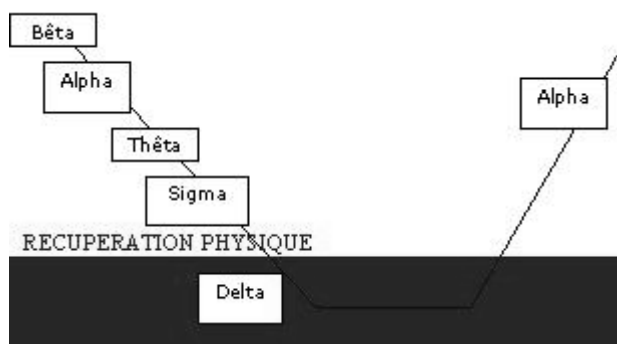 Bêta
Alpha
Alpha
Thêta
Sigma
RECUPERATION PHYSIQUE
Delta